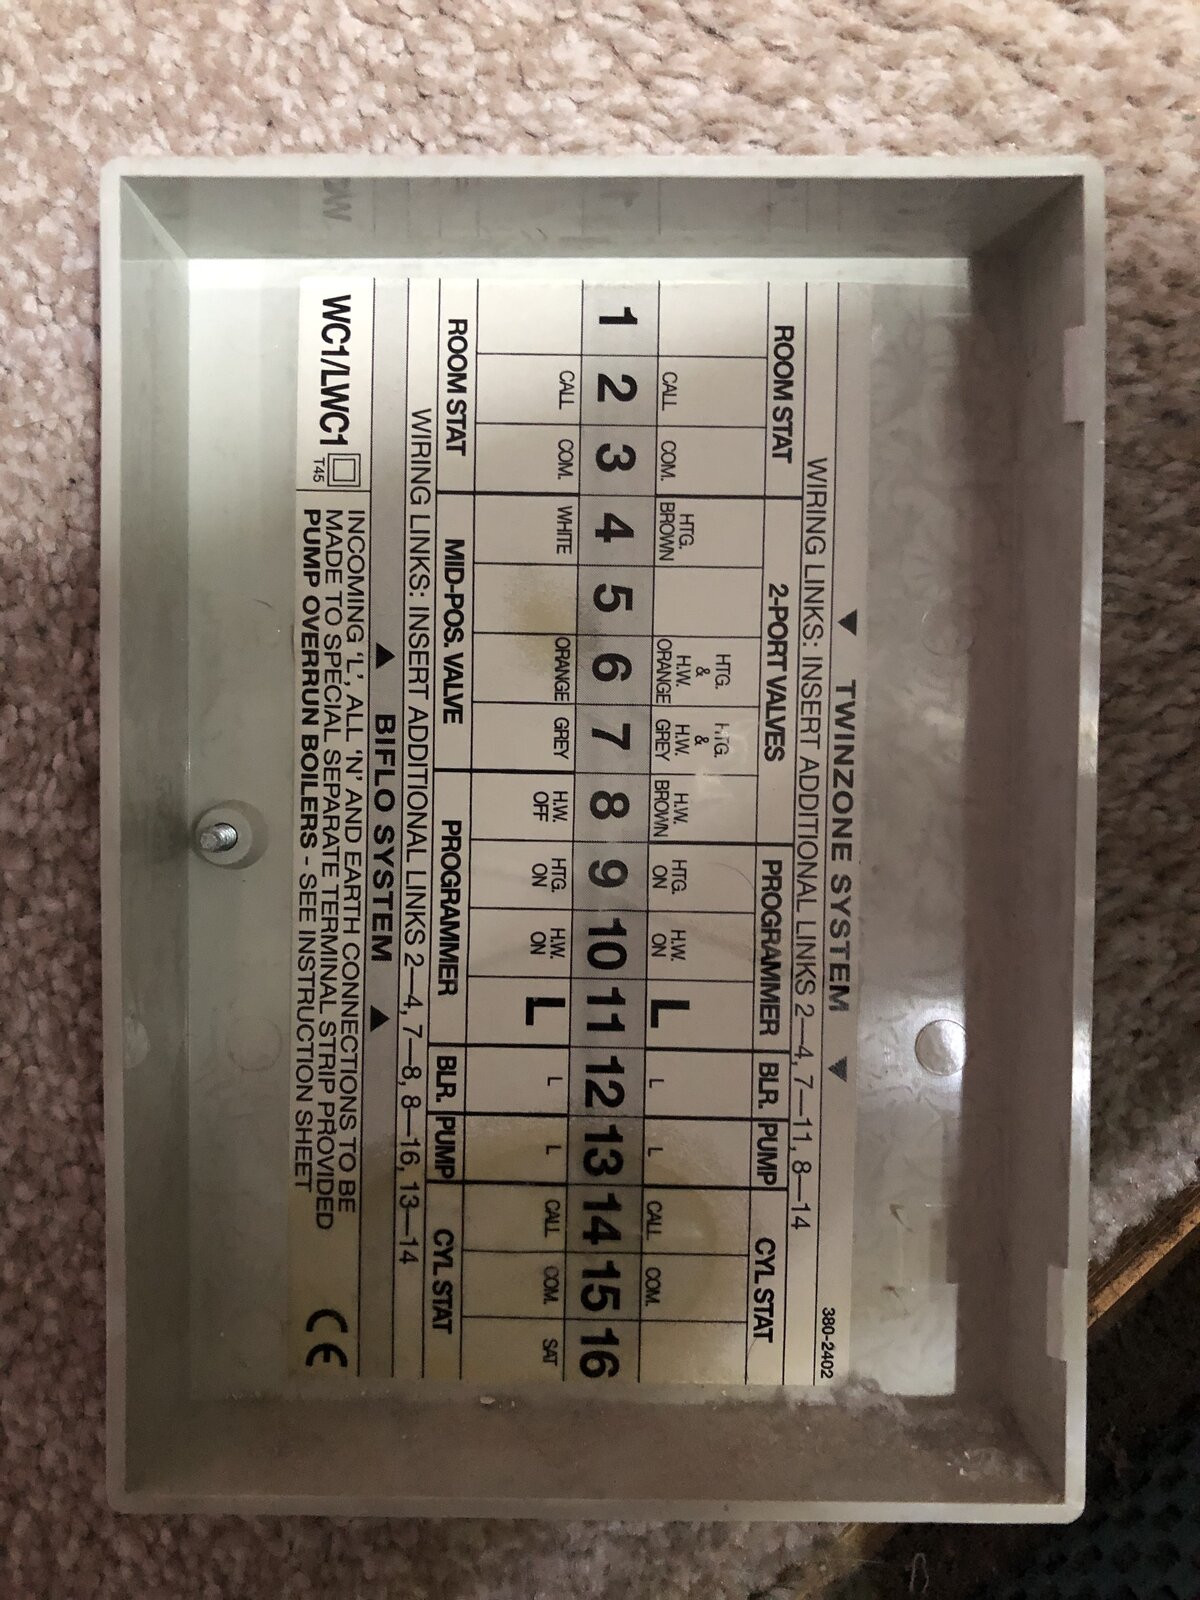 380-2402
▼ TWINZONE SYSTEM ▼
WIRING LINKS: INSERT ADDITIONAL LINKS 2—4, 7—11, 8—14
ROOM STAT 2-PORT VALVES PROGRAMMER BLR. PUMP CYL STAT
CALL COM. HTG. BROWN HTG. & H.W. ORANGE HTG. & H.W. GREY H.W. BROWN HTG. ON H.W. ON L L L CALL COM.
1 2 3 4 5 6 7 8 9 10 11 12 13 14 15 16
CALL COM. WHITE ORANGE GREY H.W. OFF HTG. ON H.W. ON L L L CALL COM. SAT
ROOM STAT MID-POS. VALVE PROGRAMMER BLR. PUMP CYL STAT
WIRING LINKS: INSERT ADDITIONAL LINKS 2—4, 7—8, 8—16, 13—14
▲ BIFLO SYSTEM ▲
WC1/LWC1 T45
INCOMING 'L', ALL 'N' AND EARTH CONNECTIONS TO BE
MADE TO SPECIAL SEPARATE TERMINAL STRIP PROVIDED
PUMP OVERRUN BOILERS - SEE INSTRUCTION SHEET
CE